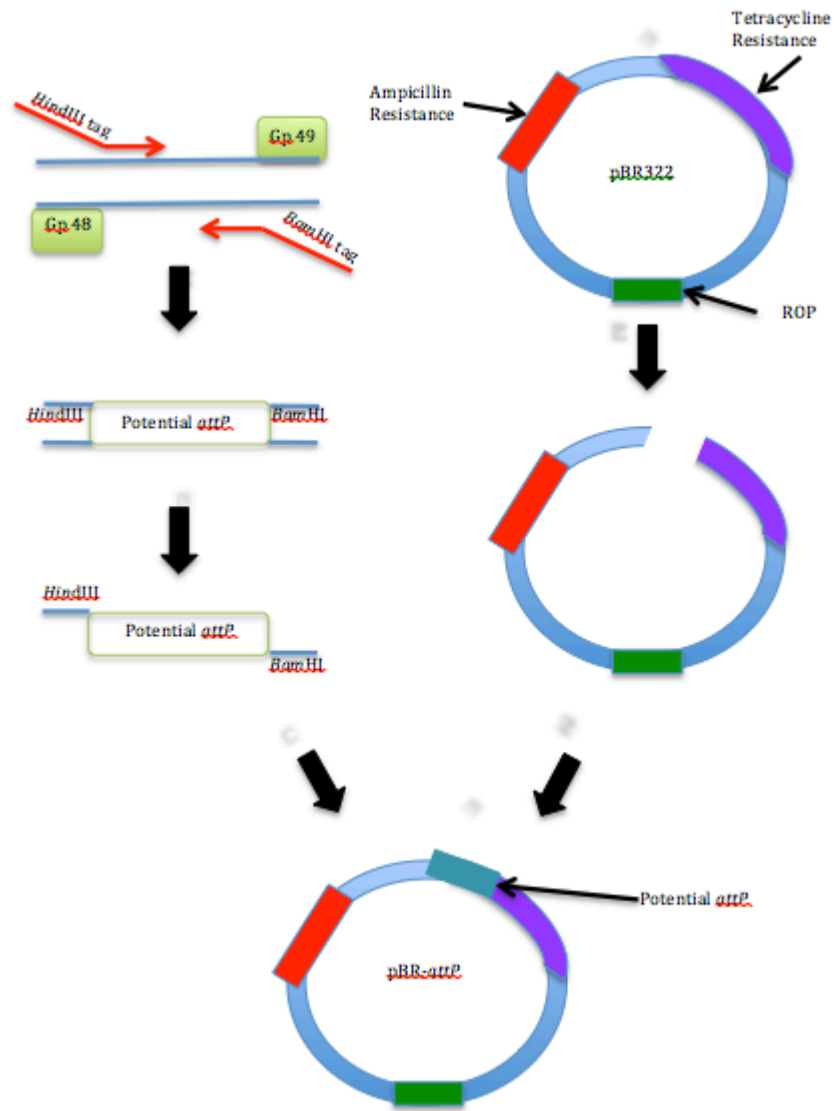 Tetracycline
Resistance
HindIII tag
Gp.49
Ampicillin
Resistance
pBR322
Gp.48
BamHI tag
ROP
HindIII
Potential attP.
BamHI
HindIII
Potential attP.
BamHI
Potential attP.
pBR-attP